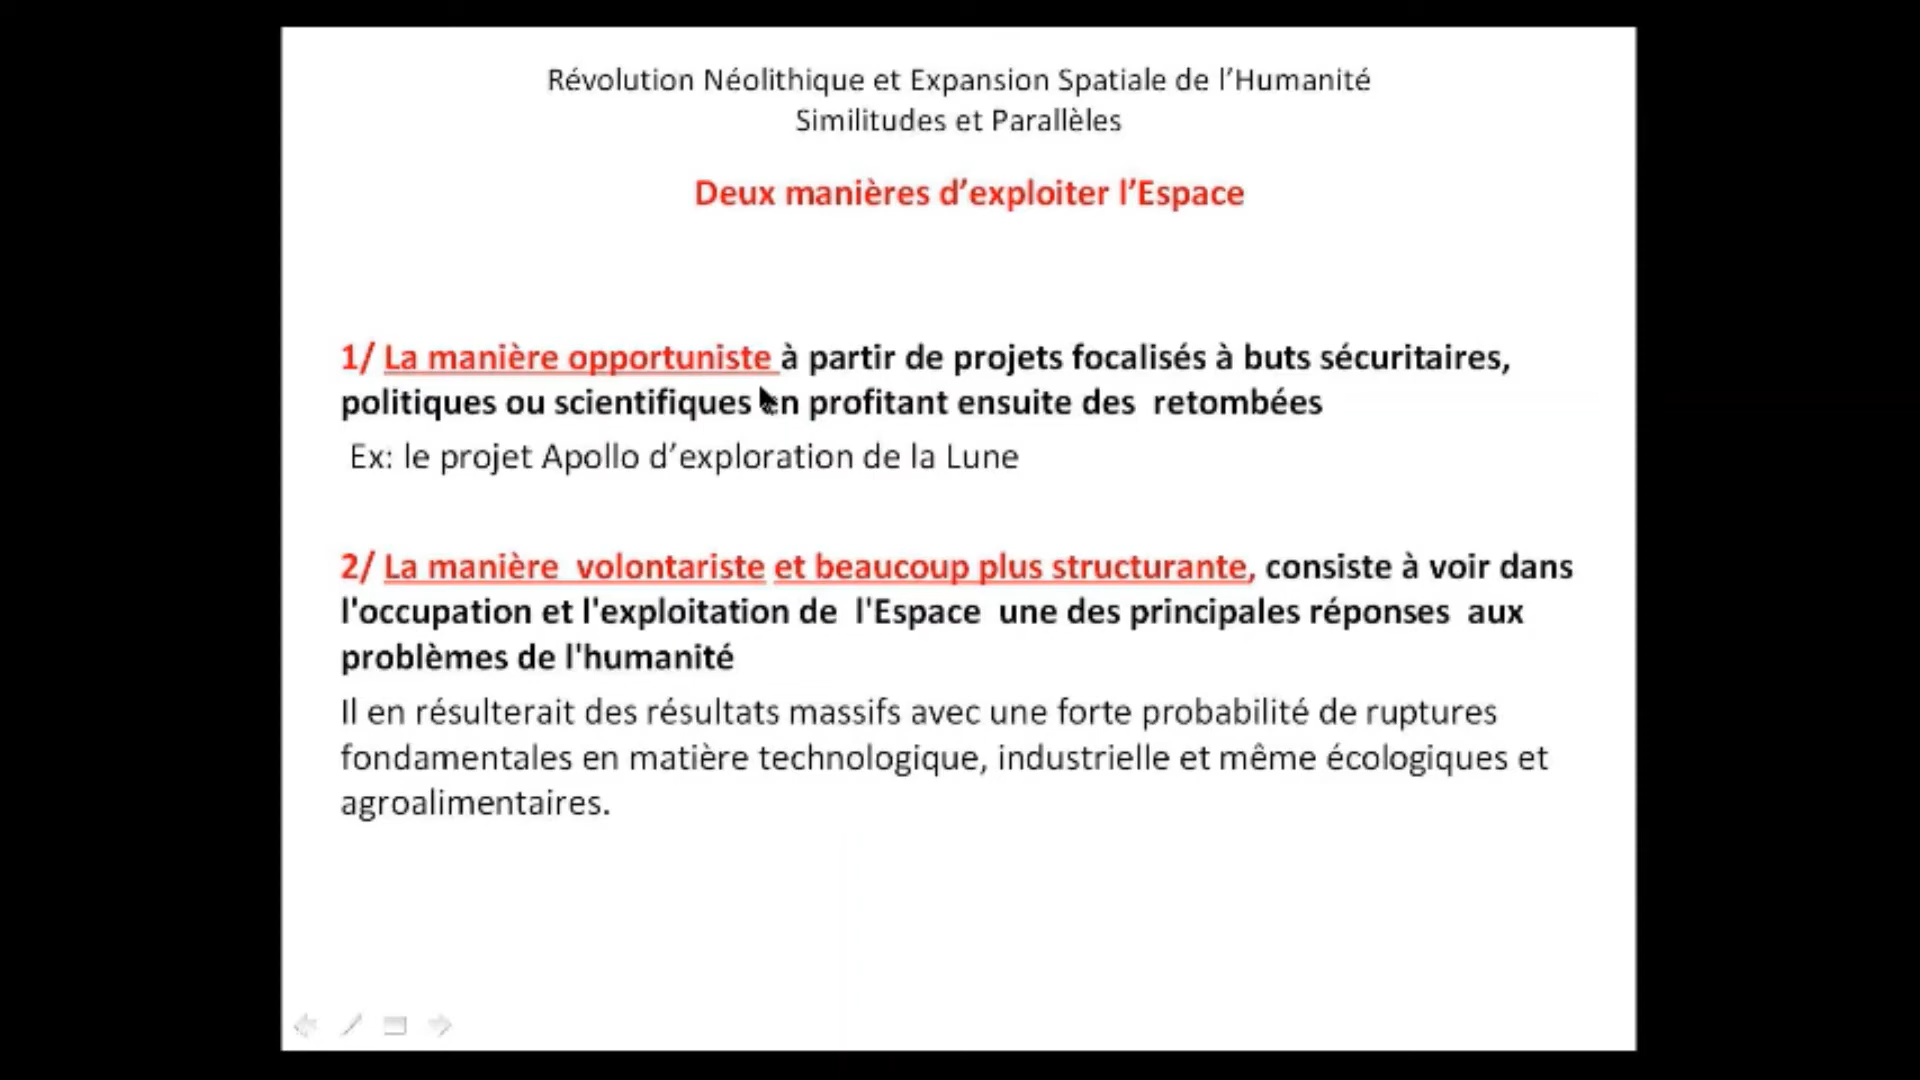 Révolution Néolithique et Expansion Spatiale de l’Humanité
Similitudes et Parallèles
Deux manières d’exploiter l’Espace
1/ La manière opportuniste à partir de projets focalisés à buts sécuritaires,
politiques ou scientifiques en profitant ensuite des retombées
Ex: le projet Apollo d’exploration de la Lune
2/ La manière volontariste et beaucoup plus structurante, consiste à voir dans
l'occupation et l'exploitation de l'Espace une des principales réponses aux
problèmes de l'humanité
Il en résulterait des résultats massifs avec une forte probabilité de ruptures
fondamentales en matière technologique, industrielle et même écologiques et
agroalimentaires.